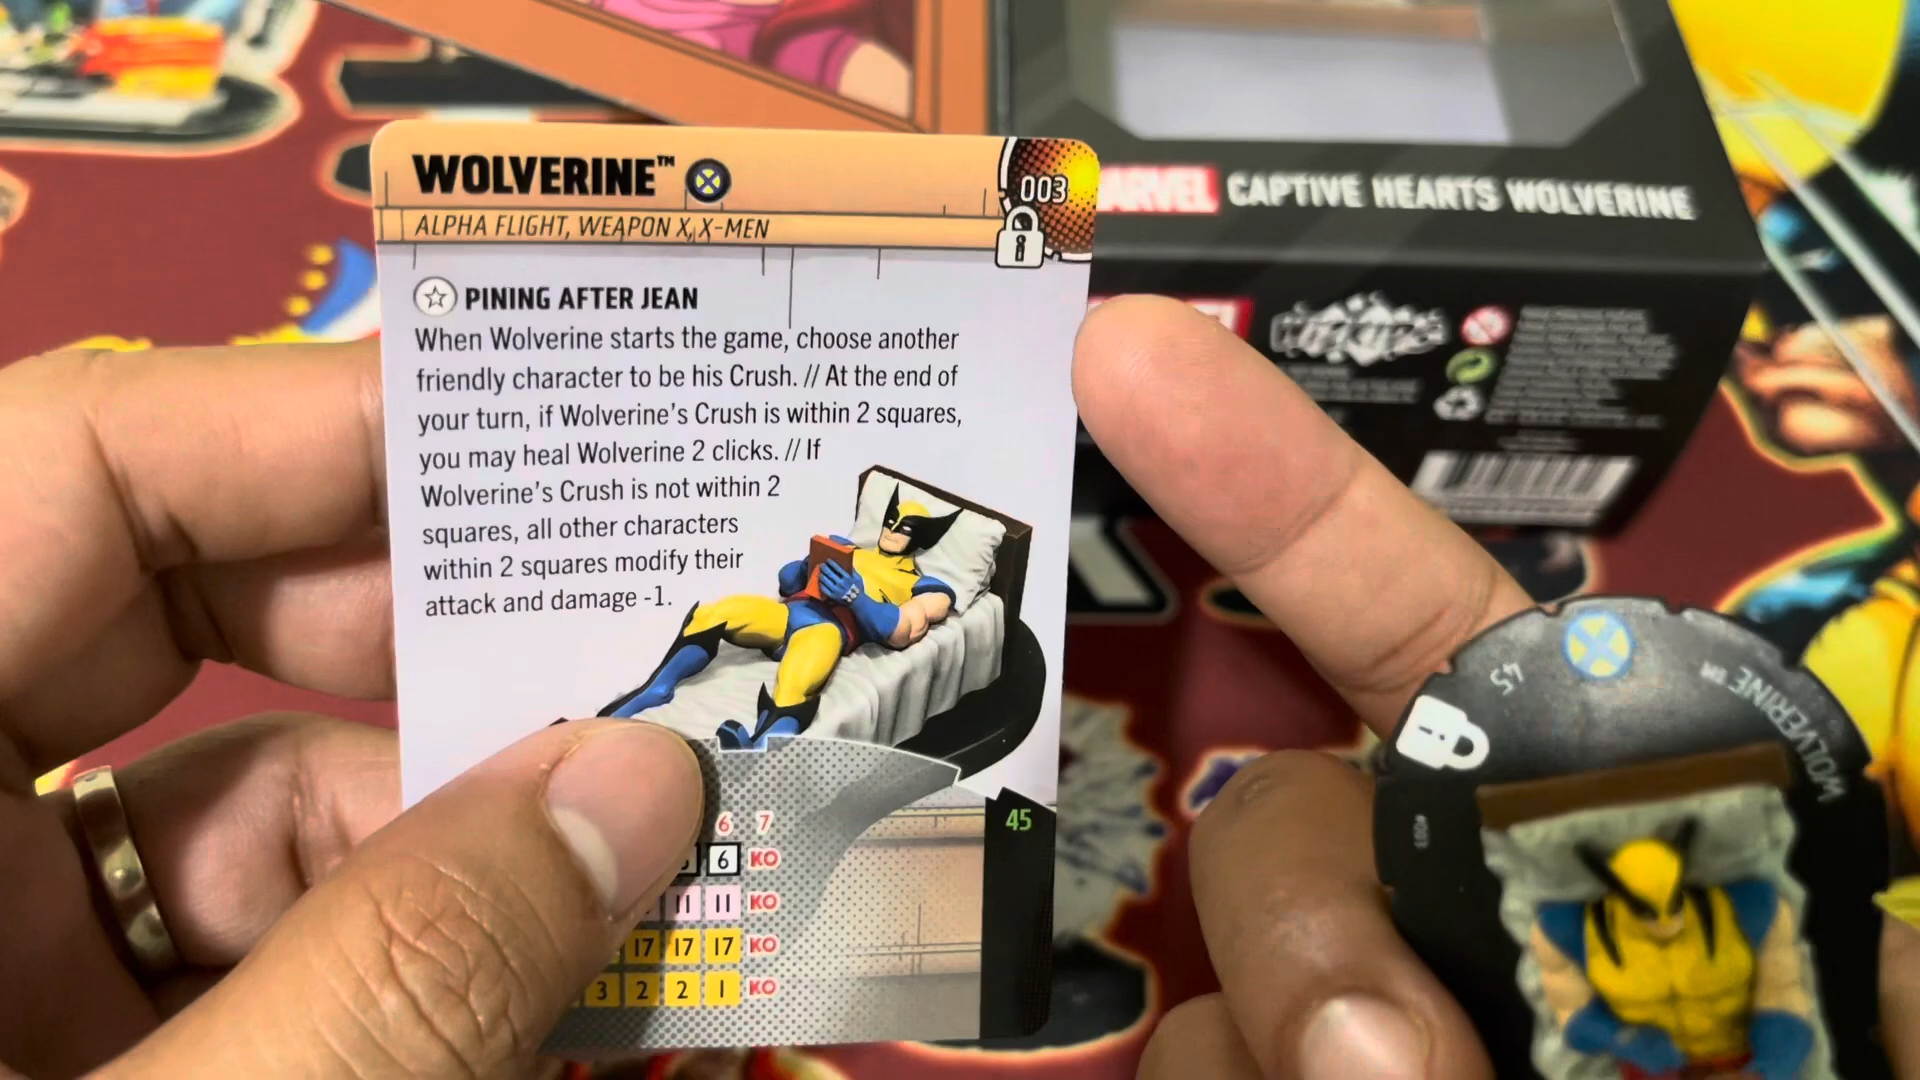 WOLVERINE™
003
ALPHA FLIGHT, WEAPON X, X-MEN
PINING AFTER JEAN
When Wolverine starts the game, choose another
friendly character to be his Crush. // At the end of
your turn, if Wolverine's Crush is within 2 squares,
you may heal Wolverine 2 clicks. // If
Wolverine's Crush is not within 2
squares, all other characters
within 2 squares modify their
attack and damage -1.
45
6 7
6 KO
11 11 KO
17 17 17 KO
3 2 2 1 KO
MARVEL CAPTIVE HEARTS WOLVERINE
WIZKIDS
45
WOLVERINE™
#003